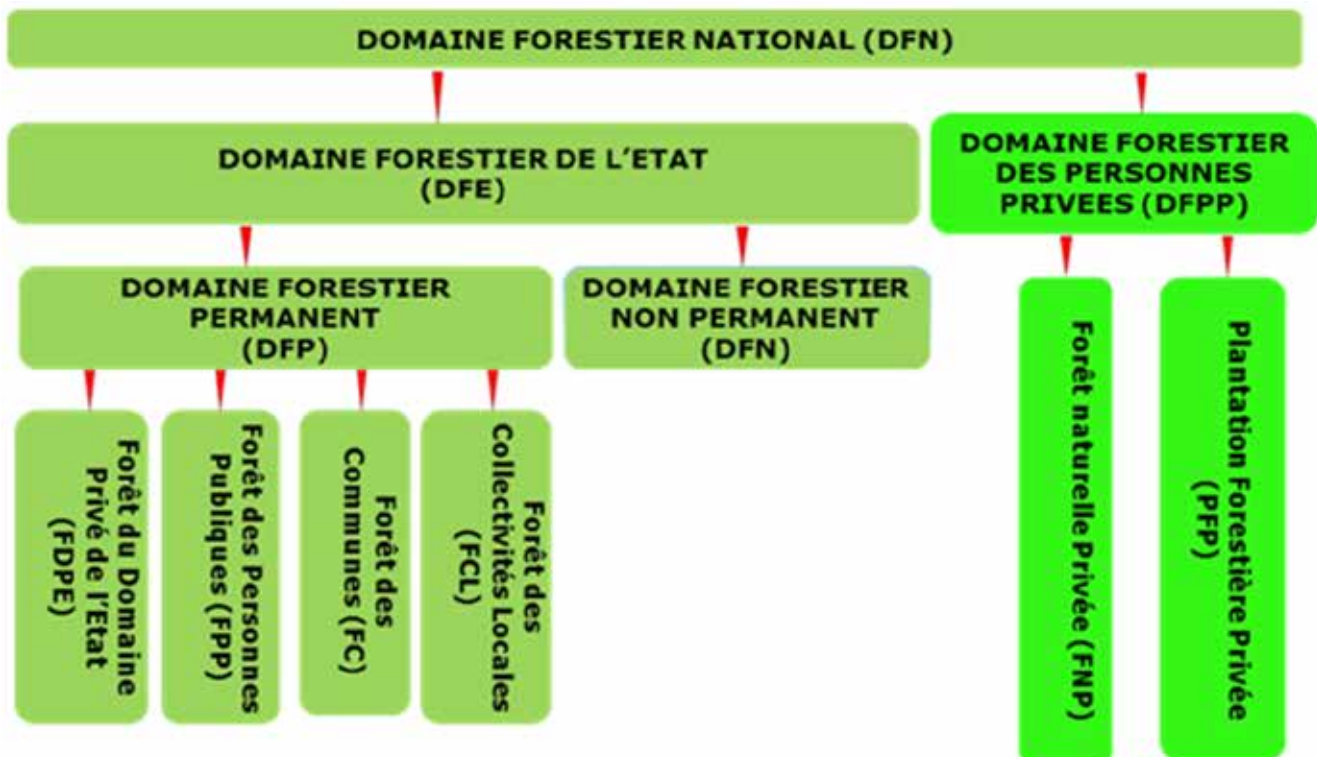 DOMAINE FORESTIER NATIONAL (DFN)
DOMAINE FORESTIER DE L'ETAT
(DFE)
DOMAINE FORESTIER
DES PERSONNES
PRIVEES (DFPP)
DOMAINE FORESTIER
PERMANENT
(DFP)
DOMAINE FORESTIER
NON PERMANENT
(DFN)
Forêt du Domaine
Privé de l'Etat
(FDPE)
Forêt des Personnes
Publiques (FPP)
Forêt des
Communes (FC)
Forêt des
Collectivités Locales
(FCL)
Forêt naturelle Privée (FNP)
Plantation Forestière Privée
(PFP)